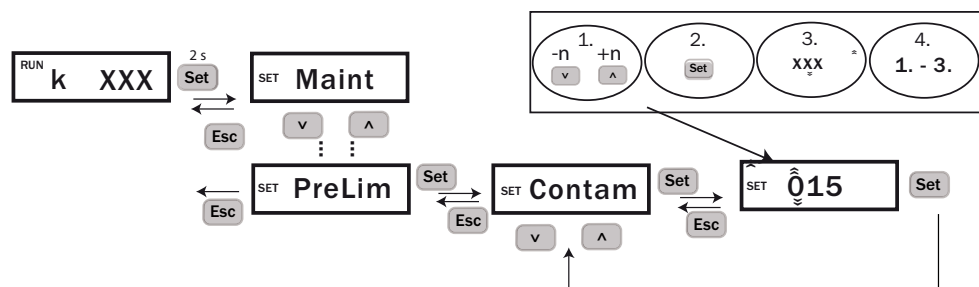 1. 2. 3. 4.
-n +n Set xxx 1. - 3.
2 s
RUN k XXX Set SET Maint
Esc
SET PreLim Set SET Contam Set SET 015 Set
Esc Esc Esc